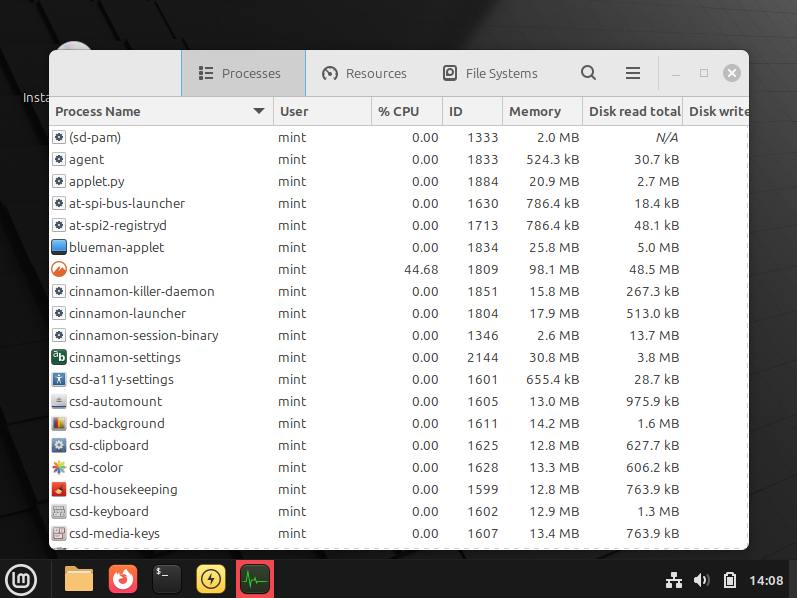 Insta
Processes Resources File Systems
Process Name User % CPU ID Memory Disk read total Disk write
(sd-pam) mint 0.00 1333 2.0 MB N/A
agent mint 0.00 1833 524.3 kB 30.7 kB
applet.py mint 0.00 1884 20.9 MB 2.7 MB
at-spi-bus-launcher mint 0.00 1630 786.4 kB 18.4 kB
at-spi2-registryd mint 0.00 1713 786.4 kB 48.1 kB
blueman-applet mint 0.00 1834 25.8 MB 5.0 MB
cinnamon mint 44.68 1809 98.1 MB 48.5 MB
cinnamon-killer-daemon mint 0.00 1851 15.8 MB 267.3 kB
cinnamon-launcher mint 0.00 1804 17.9 MB 513.0 kB
cinnamon-session-binary mint 0.00 1346 2.6 MB 13.7 MB
cinnamon-settings mint 0.00 2144 30.8 MB 3.8 MB
csd-a11y-settings mint 0.00 1601 655.4 kB 28.7 kB
csd-automount mint 0.00 1605 13.0 MB 975.9 kB
csd-background mint 0.00 1611 14.2 MB 1.6 MB
csd-clipboard mint 0.00 1625 12.8 MB 627.7 kB
csd-color mint 0.00 1628 13.3 MB 606.2 kB
csd-housekeeping mint 0.00 1599 12.8 MB 763.9 kB
csd-keyboard mint 0.00 1602 12.9 MB 1.3 MB
csd-media-keys mint 0.00 1607 13.4 MB 763.9 kB
14:08